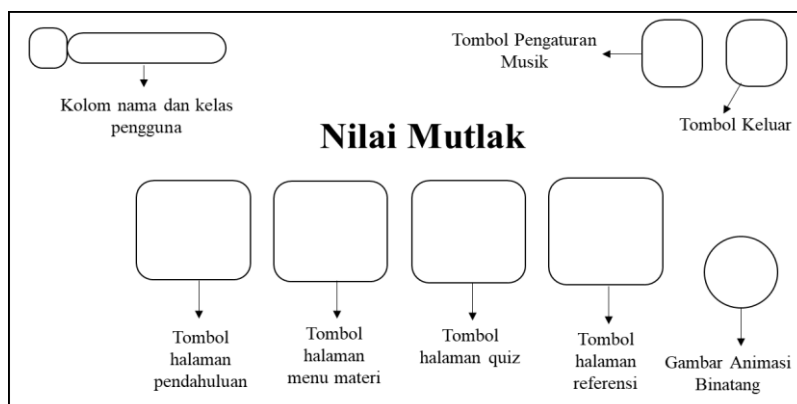 Kolom nama dan kelas
pengguna
Tombol Pengaturan
Musik
Tombol Keluar
Nilai Mutlak
Tombol
halaman
pendahuluan
Tombol
halaman
menu materi
Tombol
halaman quiz
Tombol
halaman
referensi
Gambar Animasi
Binatang